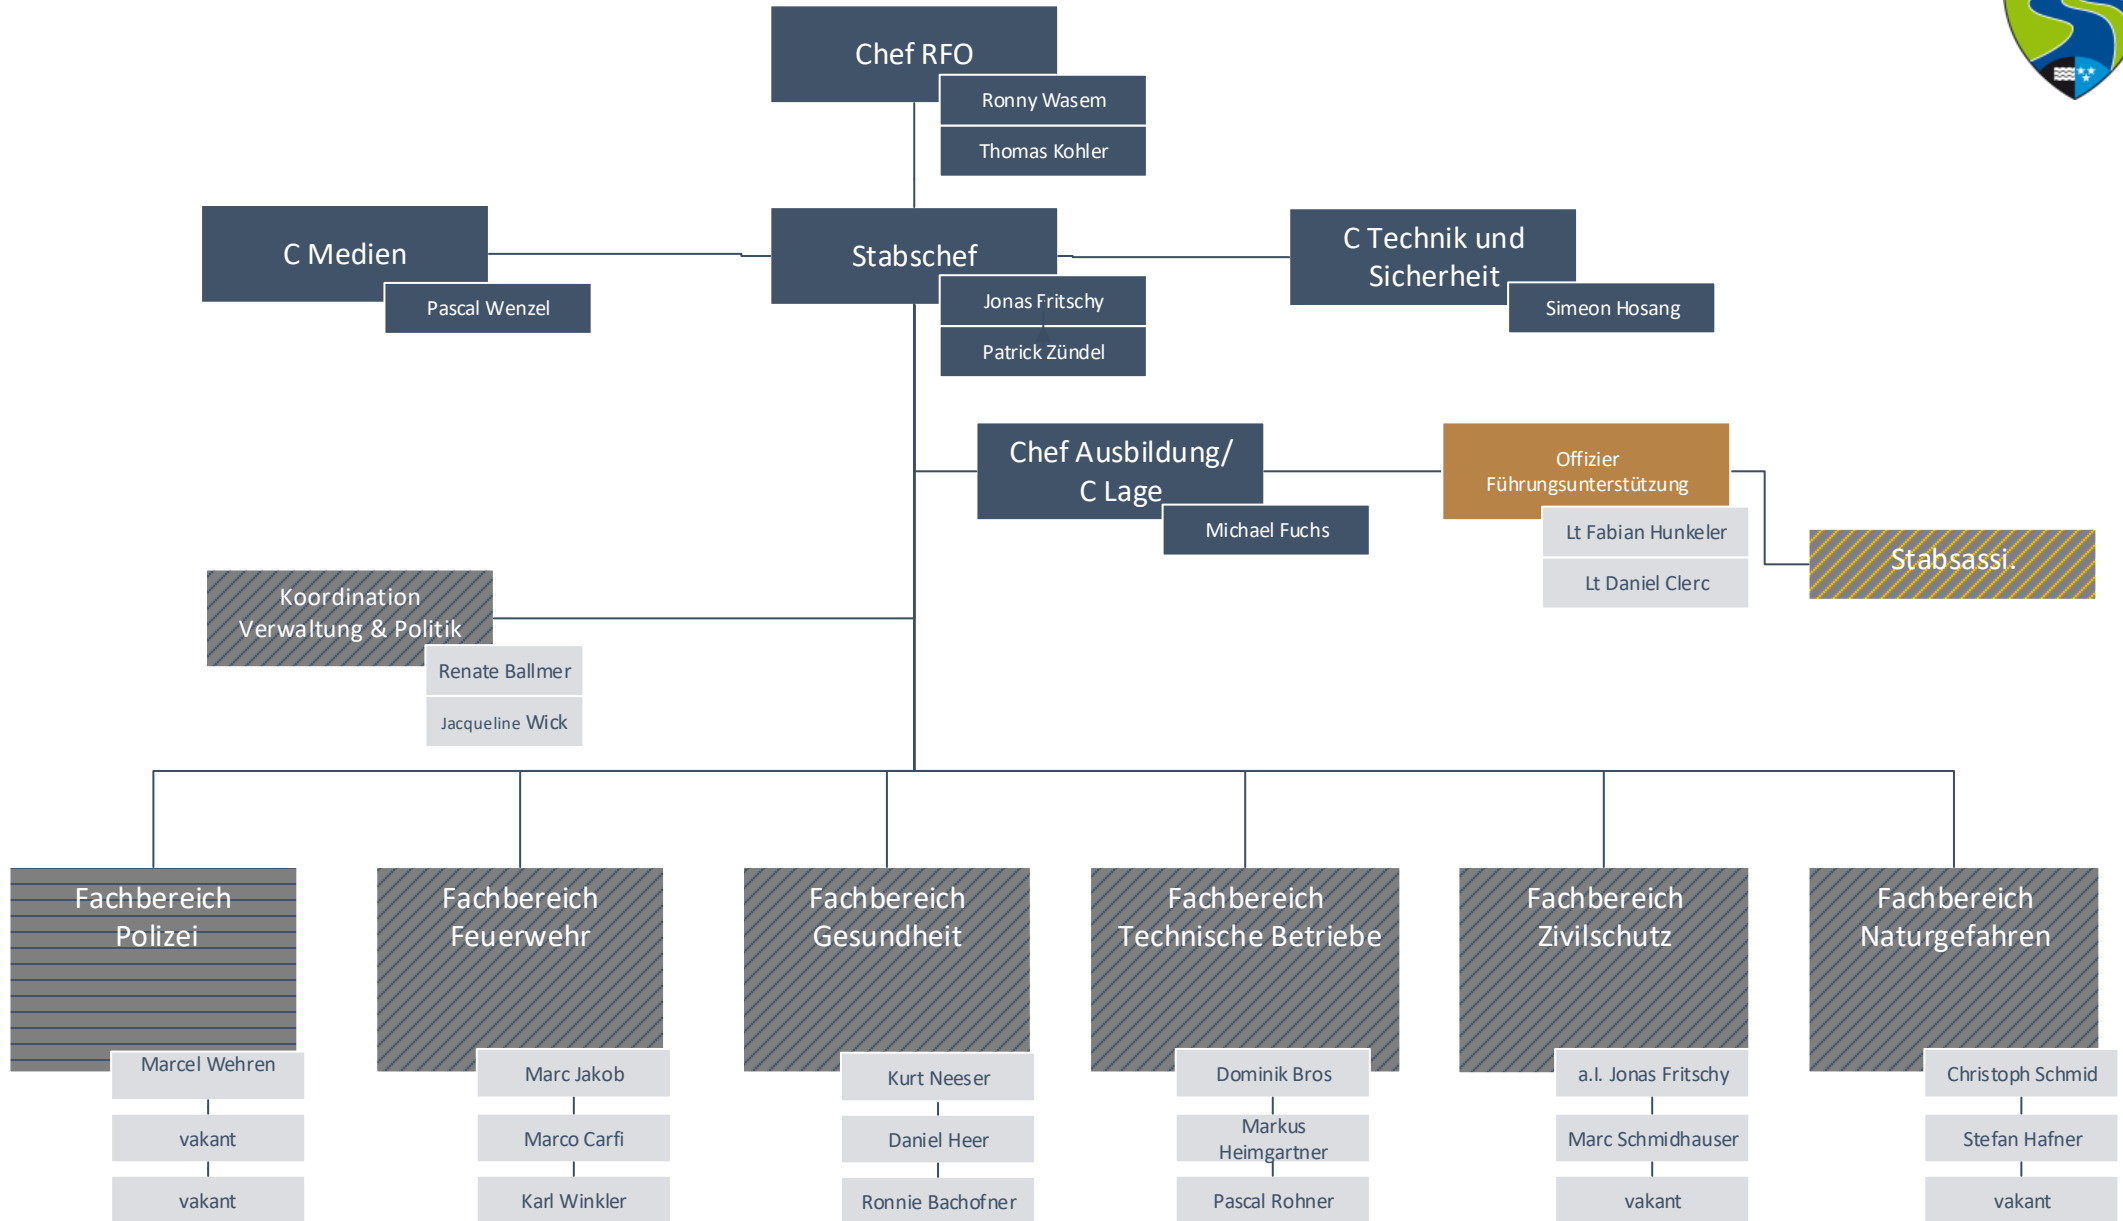 Chef RFO
Ronny Wasem
Thomas Kohler
C Medien
Pascal Wenzel
Stabschef
Jonas Fritschy
Patrick Zündel
C Technik und
Sicherheit
Simeon Hosang
Chef Ausbildung/
C Lage
Michael Fuchs
Offizier
Führungsunterstützung
Lt Fabian Hunkeler
Lt Daniel Clerc
Stabsassi.
Koordination
Verwaltung & Politik
Renate Ballmer
Jacqueline Wick
Fachbereich
Polizei
Marcel Wehren
vakant
vakant
Fachbereich
Feuerwehr
Marc Jakob
Marco Carfi
Karl Winkler
Fachbereich
Gesundheit
Kurt Neeser
Daniel Heer
Ronnie Bachofner
Fachbereich
Technische Betriebe
Dominik Bros
Markus
Heimgartner
Pascal Rohner
Fachbereich
Zivilschutz
a.I. Jonas Fritschy
Marc Schmidhauser
vakant
Fachbereich
Naturgefahren
Christoph Schmid
Stefan Hafner
vakant